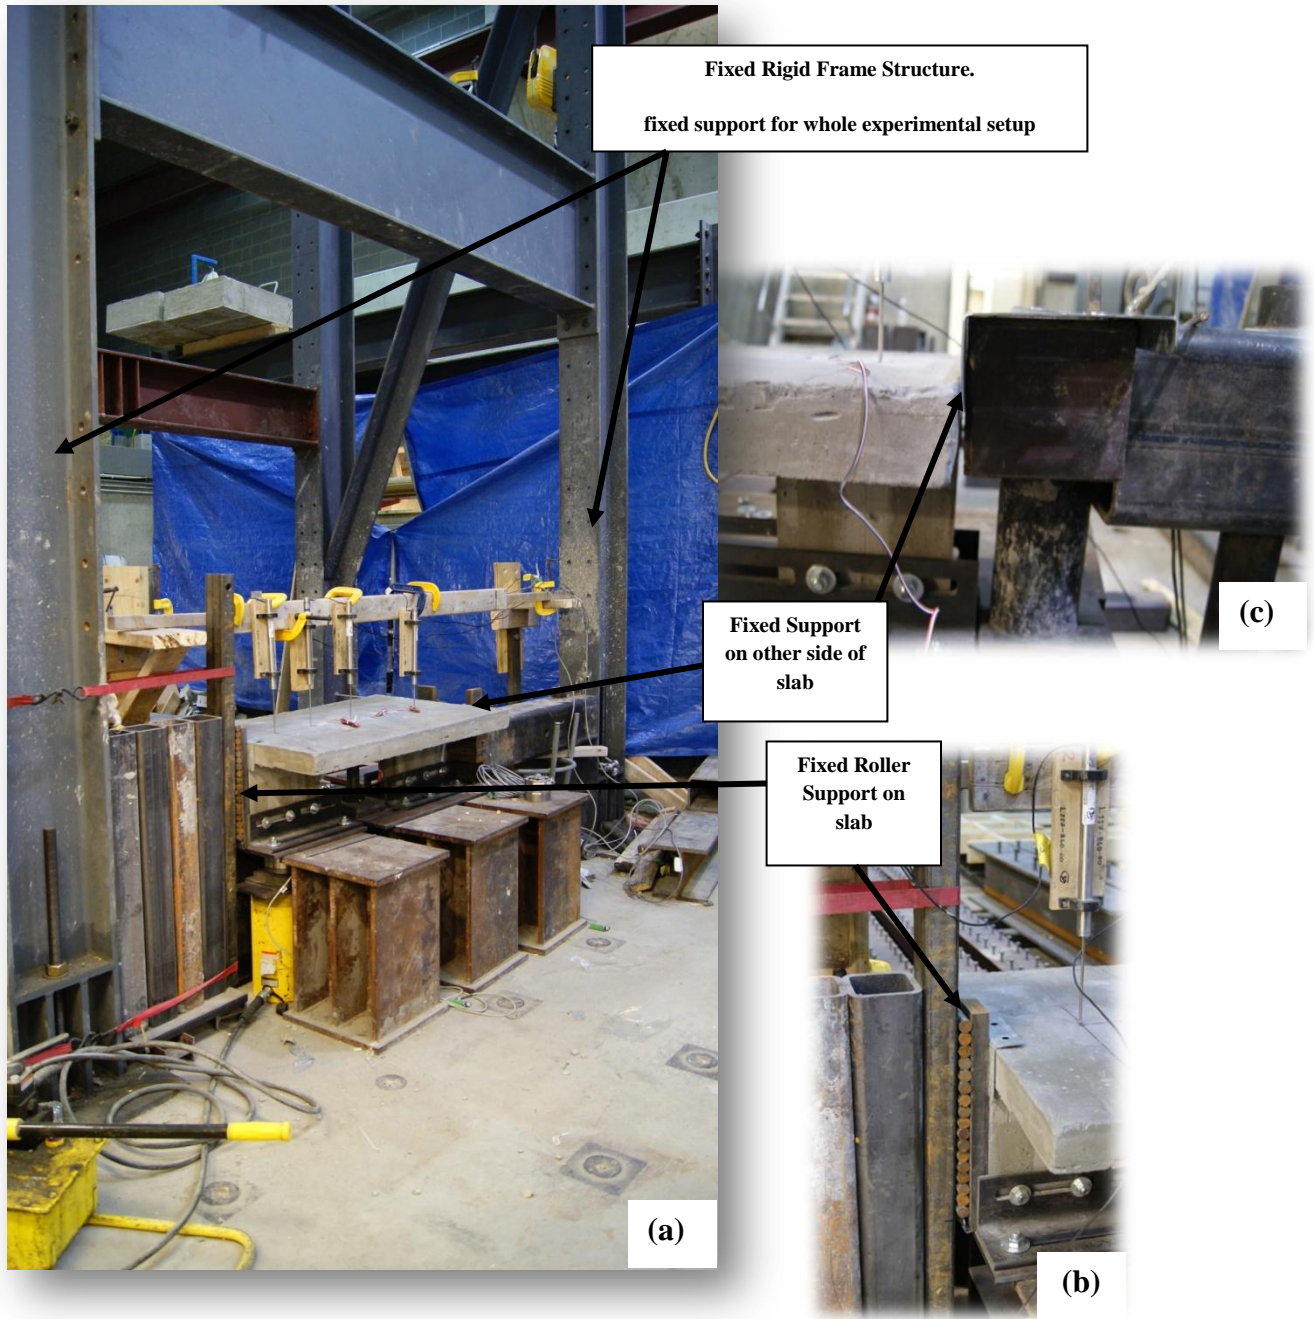 Fixed Rigid Frame Structure.
fixed support for whole experimental setup
Fixed Support
on other side of
slab
(c)
Fixed Roller
Support on
slab
(b)
(a)